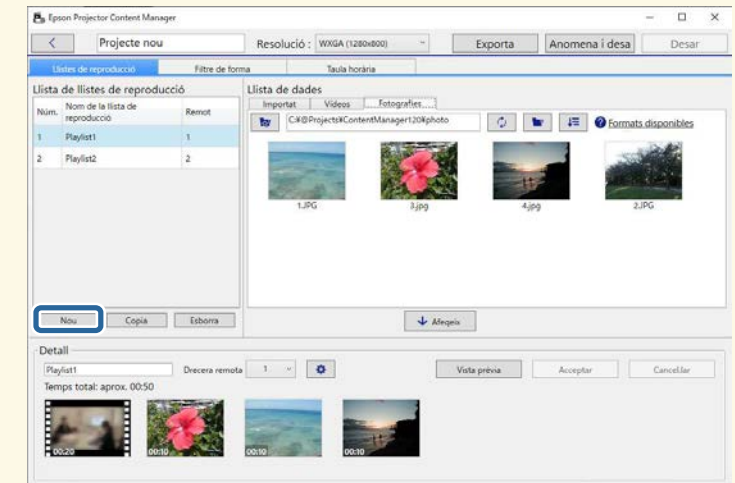 Epson Projector Content Manager
Projecte nou
Resolució : WXGA (1280x800)
Exporta
Anomena i desa
Desar
Llistes de reproducció
Filtre de forma
Taula horària
Llista de llistes de reproducció
Llista de dades
Núm.
Nom de la llista de reproducció
Remot
1 Playlist1 1
2 Playlist2 2
Importat
Vídeos
Fotografies
C:¥@Projects¥ContentManager120¥photo
Formats disponibles
1.JPG
3.jpg
4.jpg
2.JPG
Nou
Copia
Esborra
Afegeix
Detall
Playlist1
Drecera remota
1
Vista prèvia
Acceptar
Cancel.lar
Temps total: aprox. 00:50
00:20
00:10
00:10
00:10